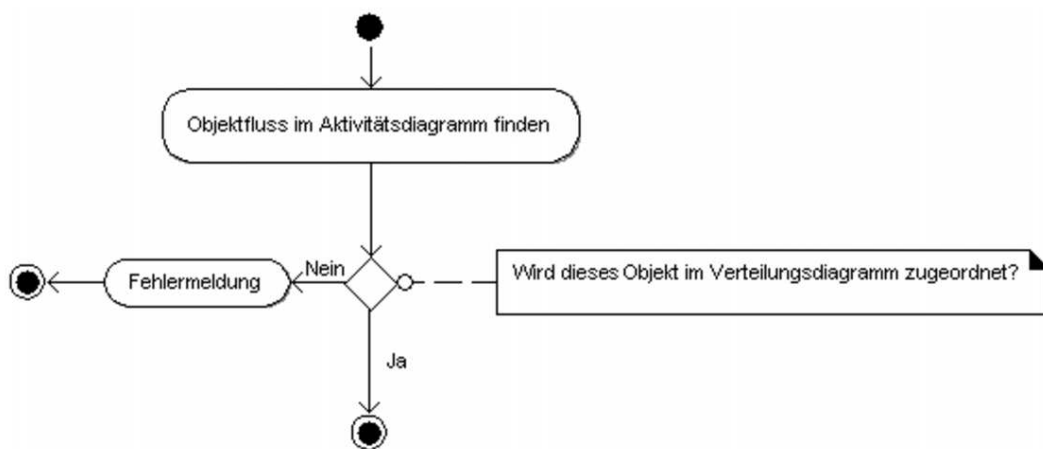 Objektfluss im Aktivitätsdiagramm finden
Nein
Fehlermeldung
Wird dieses Objekt im Verteilungsdiagramm zugeordnet?
Ja